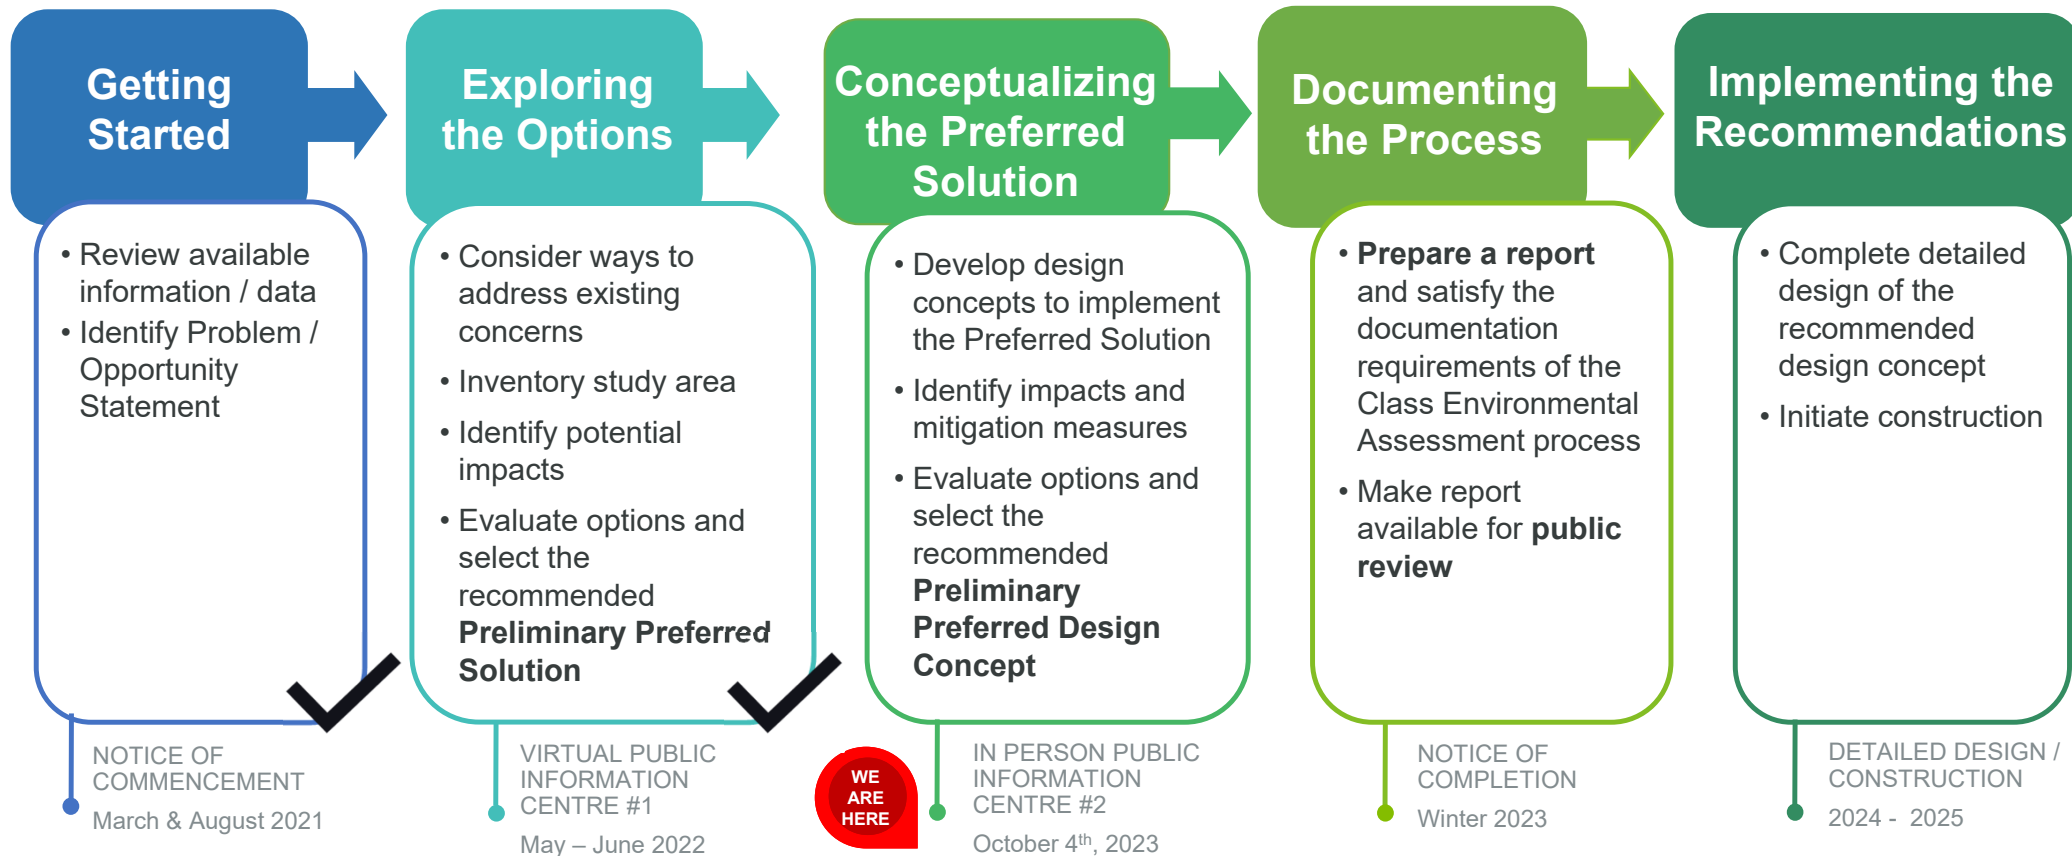 Getting
Started
• Review available
information / data
• Identify Problem /
Opportunity
Statement
NOTICE OF
COMMENCEMENT
March & August 2021
Exploring
the Options
• Consider ways to
address existing
concerns
• Inventory study area
• Identify potential
impacts
• Evaluate options and
select the
recommended
Preliminary Preferred
Solution
VIRTUAL PUBLIC
INFORMATION
CENTRE #1
May – June 2022
Conceptualizing
the Preferred
Solution
• Develop design
concepts to implement
the Preferred Solution
• Identify impacts and
mitigation measures
• Evaluate options and
select the
recommended
Preliminary
Preferred Design
Concept
WE
ARE
HERE
IN PERSON PUBLIC
INFORMATION
CENTRE #2
October 4th, 2023
Documenting
the Process
• Prepare a report
and satisfy the
documentation
requirements of the
Class Environmental
Assessment process
• Make report
available for public
review
NOTICE OF
COMPLETION
Winter 2023
Implementing the
Recommendations
• Complete detailed
design of the
recommended
design concept
• Initiate construction
DETAILED DESIGN /
CONSTRUCTION
2024 - 2025